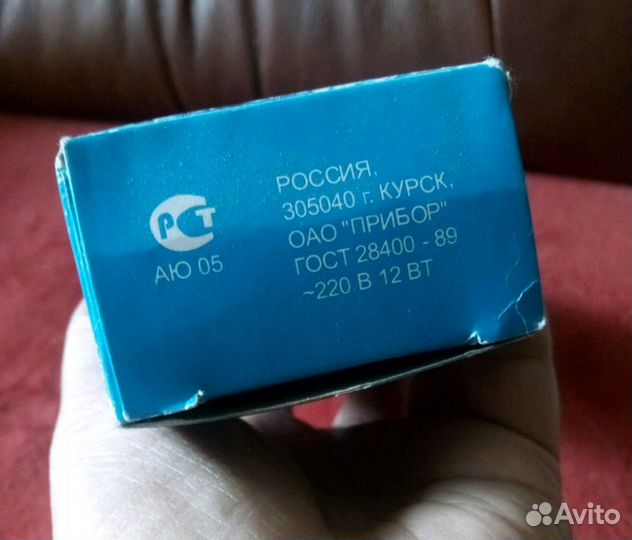 РСТ
АЮ 05
РОССИЯ,
305040 г. КУРСК,
ОАО "ПРИБОР"
ГОСТ 28400 - 89
~220 В 12 ВТ
Avito